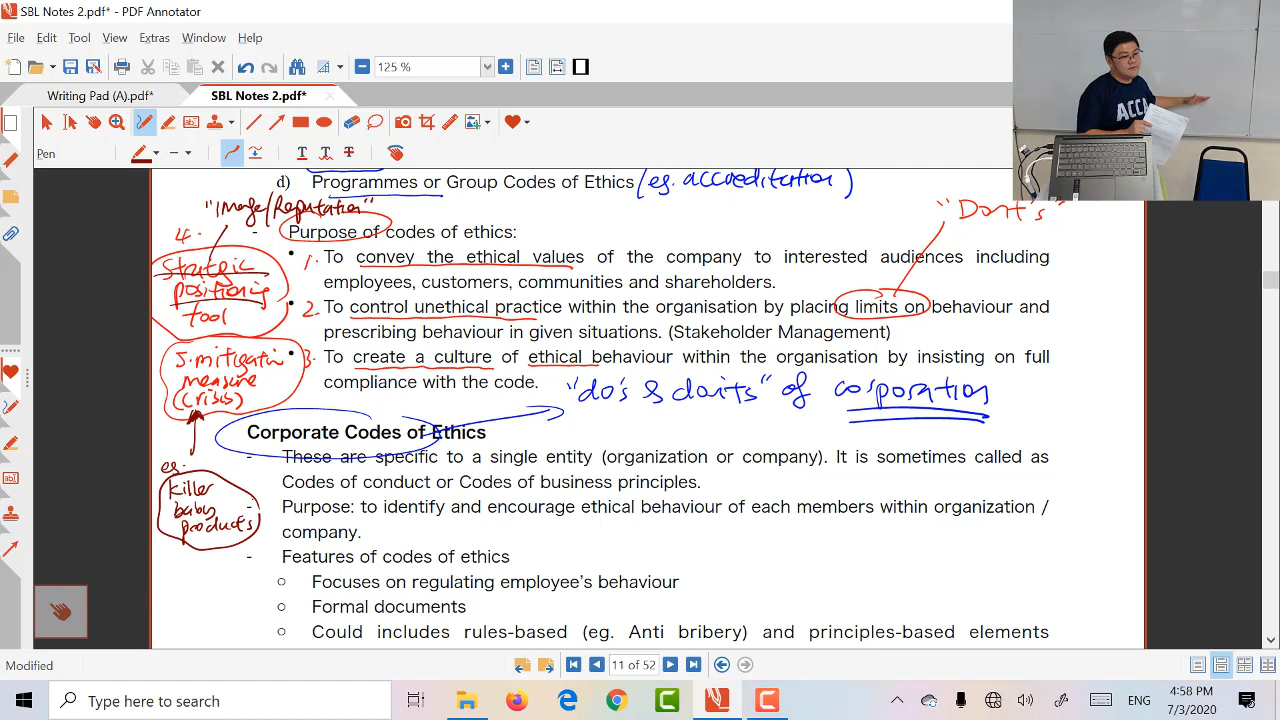 SBL Notes 2.pdf* - PDF Annotator
File Edit Tool View Extras Window Help
125 %
Writing Pad (A).pdf*
SBL Notes 2.pdf*
Pen
ACCA
d) Programmes or Group Codes of Ethics (eg. accreditation)
"Image/Reputation"
"Dont's"
4.
- Purpose of codes of ethics:
Strategic
positioning
tool
1. To convey the ethical values of the company to interested audiences including
employees, customers, communities and shareholders.
2. To control unethical practice within the organisation by placing limits on behaviour and
prescribing behaviour in given situations. (Stakeholder Management)
5. mitigation
measure
(crisis)
3. To create a culture of ethical behaviour within the organisation by insisting on full
compliance with the code.
"do's & don'ts" of corporation
Corporate Codes of Ethics
- These are specific to a single entity (organization or company). It is sometimes called as
Codes of conduct or Codes of business principles.
eg.
killer
baby
products
- Purpose: to identify and encourage ethical behaviour of each members within organization /
company.
- Features of codes of ethics
○ Focuses on regulating employee's behaviour
○ Formal documents
○ Could includes rules-based (eg. Anti bribery) and principles-based elements
Modified
11 of 52
Type here to search
ENG
4:58 PM
7/3/2020